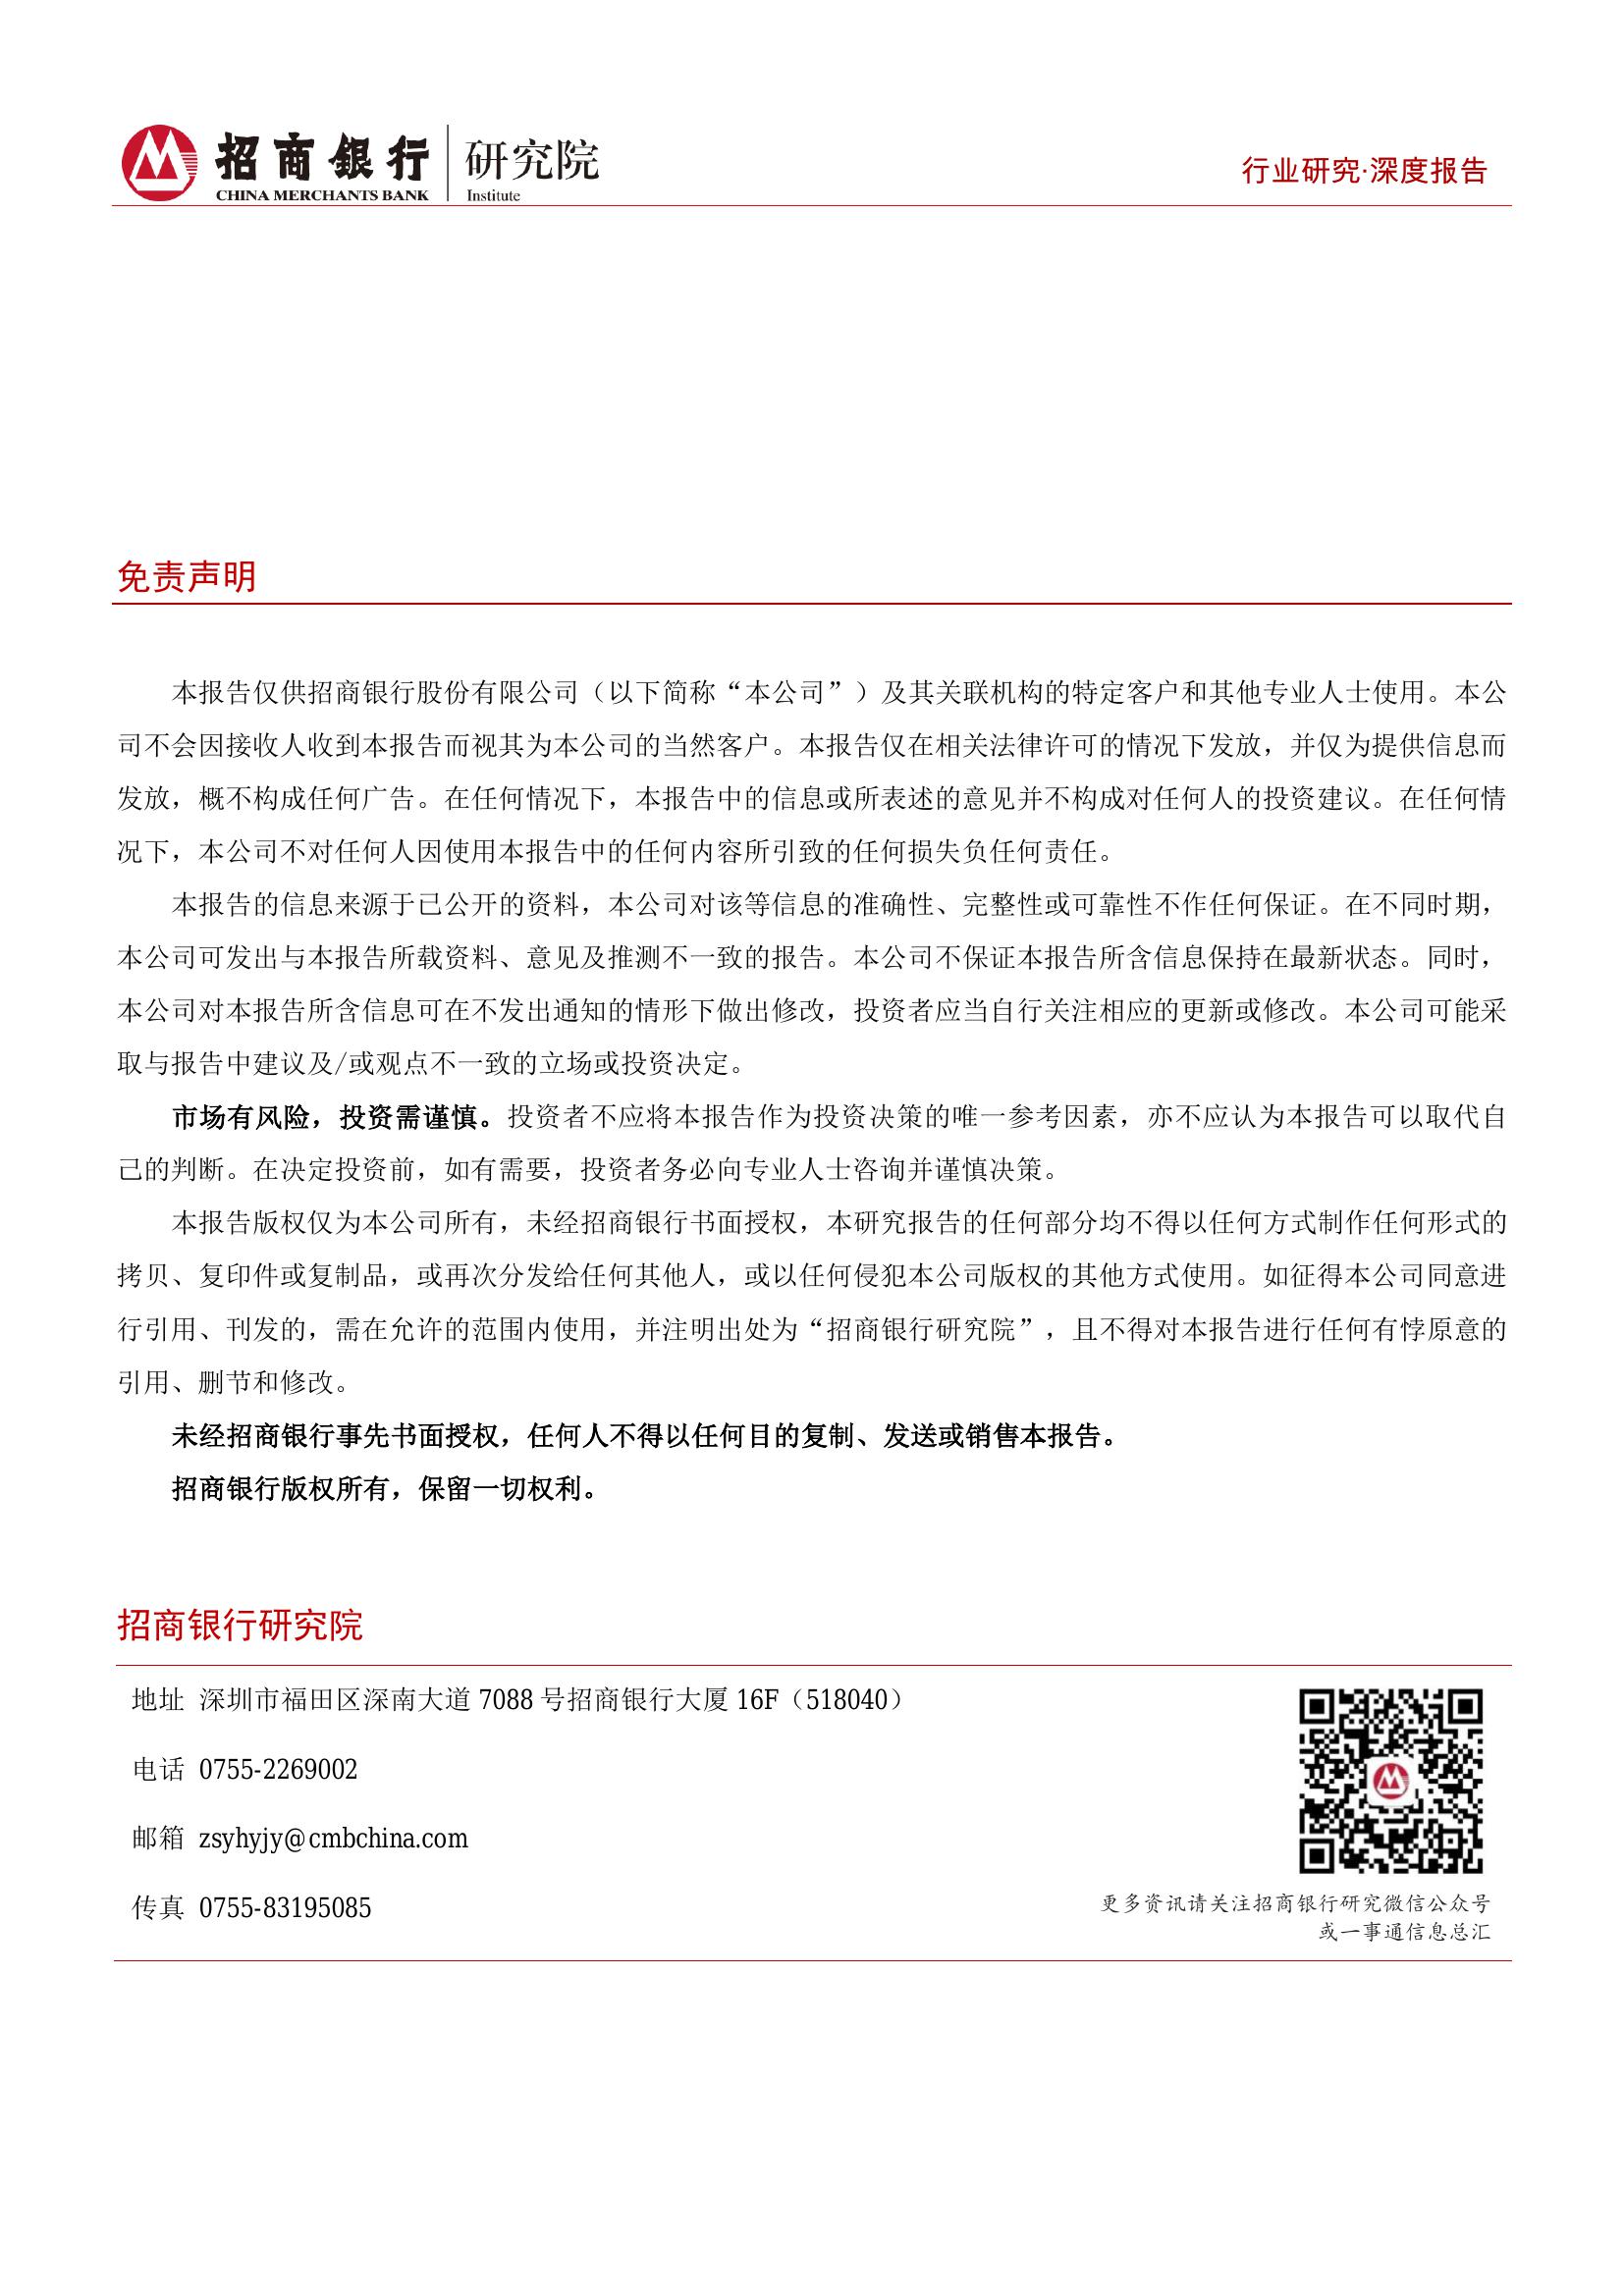 招商银行 研究院
CHINA MERCHANTS BANK Institute
行业研究·深度报告
免责声明
本报告仅供招商银行股份有限公司（以下简称“本公司”）及其关联机构的特定客户和其他专业人士使用。本公
司不会因接收人收到本报告而视其为本公司的当然客户。本报告仅在相关法律许可的情况下发放，并仅为提供信息而
发放，概不构成任何广告。在任何情况下，本报告中的信息或所表述的意见并不构成对任何人的投资建议。在任何情
况下，本公司不对任何人因使用本报告中的任何内容所引致的任何损失负任何责任。
本报告的信息来源于已公开的资料，本公司对该等信息的准确性、完整性或可靠性不作任何保证。在不同时期，
本公司可发出与本报告所载资料、意见及推测不一致的报告。本公司不保证本报告所含信息保持在最新状态。同时，
本公司对本报告所含信息可在不发出通知的情形下做出修改，投资者应当自行关注相应的更新或修改。本公司可能采
取与报告中建议及/或观点不一致的立场或投资决定。
市场有风险，投资需谨慎。投资者不应将本报告作为投资决策的唯一参考因素，亦不应认为本报告可以取代自
己的判断。在决定投资前，如有需要，投资者务必向专业人士咨询并谨慎决策。
本报告版权仅为本公司所有，未经招商银行书面授权，本研究报告的任何部分均不得以任何方式制作任何形式的
拷贝、复印件或复制品，或再次分发给任何其他人，或以任何侵犯本公司版权的其他方式使用。如征得本公司同意进
行引用、刊发的，需在允许的范围内使用，并注明出处为“招商银行研究院”，且不得对本报告进行任何有悖原意的
引用、删节和修改。
未经招商银行事先书面授权，任何人不得以任何目的复制、发送或销售本报告。
招商银行版权所有，保留一切权利。
招商银行研究院
地址 深圳市福田区深南大道 7088 号招商银行大厦 16F（518040）
电话 0755-2269002
邮箱 zsyhyjy@cmbchina.com
传真 0755-83195085
更多资讯请关注招商银行研究微信公众号
或一事通信息总汇